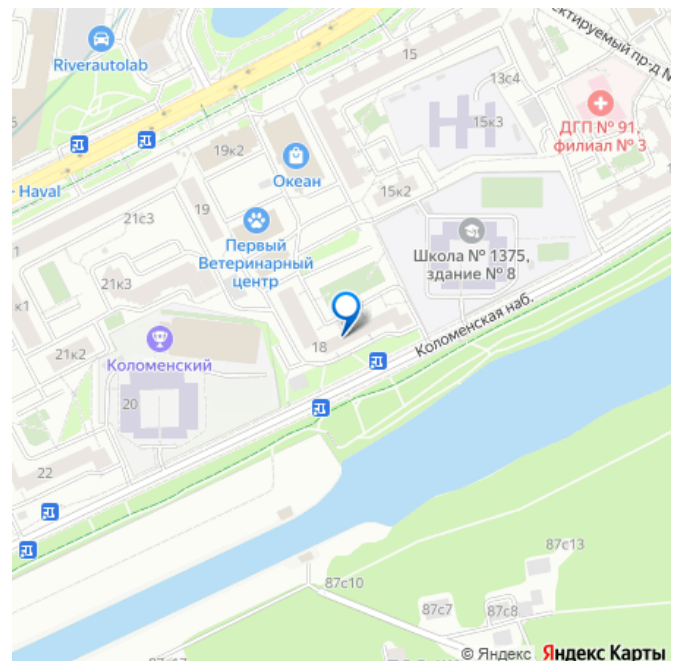 ектируемый пр-д №
Riverautolab
15
13с4
15к3
ДГП № 91,
филиал № 3
19к2
Океан
Haval
15к2
19
21с3
Первый
Ветеринарный
центр
Школа № 1375,
здание № 8
21к3
к1
Коломенская наб.
18
21к2
Коломенский
20
22
87с13
87с10
87с7
87с8
© Яндекс Яндекс Карты